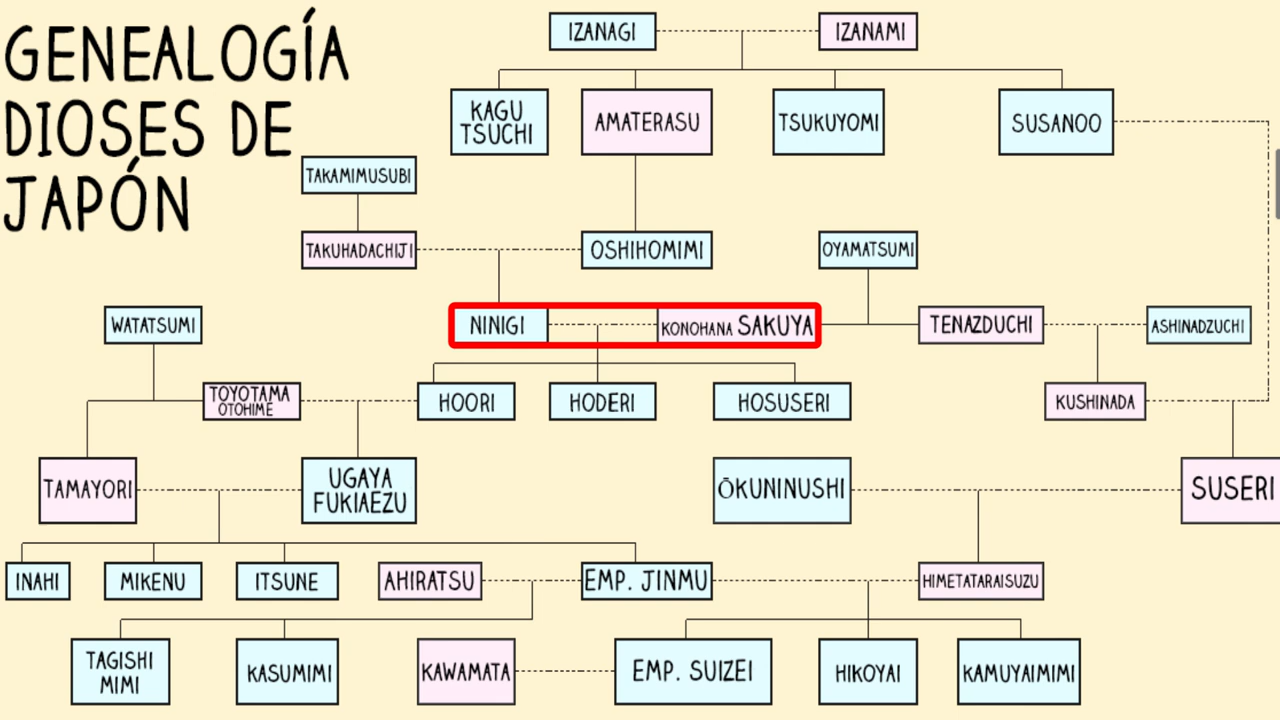 GENEALOGÍA
DIOSES DE
JAPÓN
IZANAGI
IZANAMI
KAGU
TSUCHI
AMATERASU
TSUKUYOMI
SUSANOO
TAKAMIMUSUBI
TAKUHADACHIJI
OSHIHOMIMI
OYAMATSUMI
WATATSUMI
NINIGI
KONOHANA SAKUYA
TENAZDUCHI
ASHINADZUCHI
TOYOTAMA
OTOHIME
HOORI
HODERI
HOSUSERI
KUSHINADA
TAMAYORI
UGAYA
FUKIAEZU
ŌKUNINUSHI
SUSERI
INAHI
MIKENU
ITSUNE
AHIRATSU
EMP. JINMU
HIMETATARAISUZU
TAGISHI
MIMI
KASUMIMI
KAWAMATA
EMP. SUIZEI
HIKOYAI
KAMUYAIMIMI